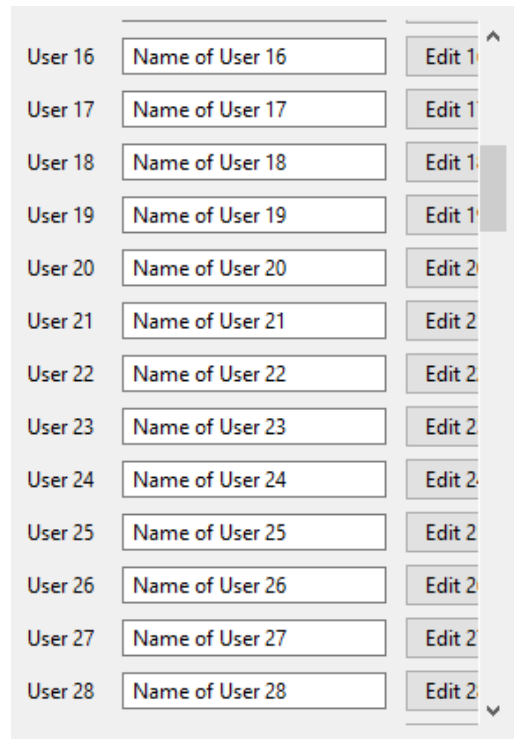 User 16 Name of User 16 Edit 1
User 17 Name of User 17 Edit 1
User 18 Name of User 18 Edit 1
User 19 Name of User 19 Edit 1
User 20 Name of User 20 Edit 2
User 21 Name of User 21 Edit 2
User 22 Name of User 22 Edit 2
User 23 Name of User 23 Edit 2
User 24 Name of User 24 Edit 2
User 25 Name of User 25 Edit 2
User 26 Name of User 26 Edit 2
User 27 Name of User 27 Edit 2
User 28 Name of User 28 Edit 2